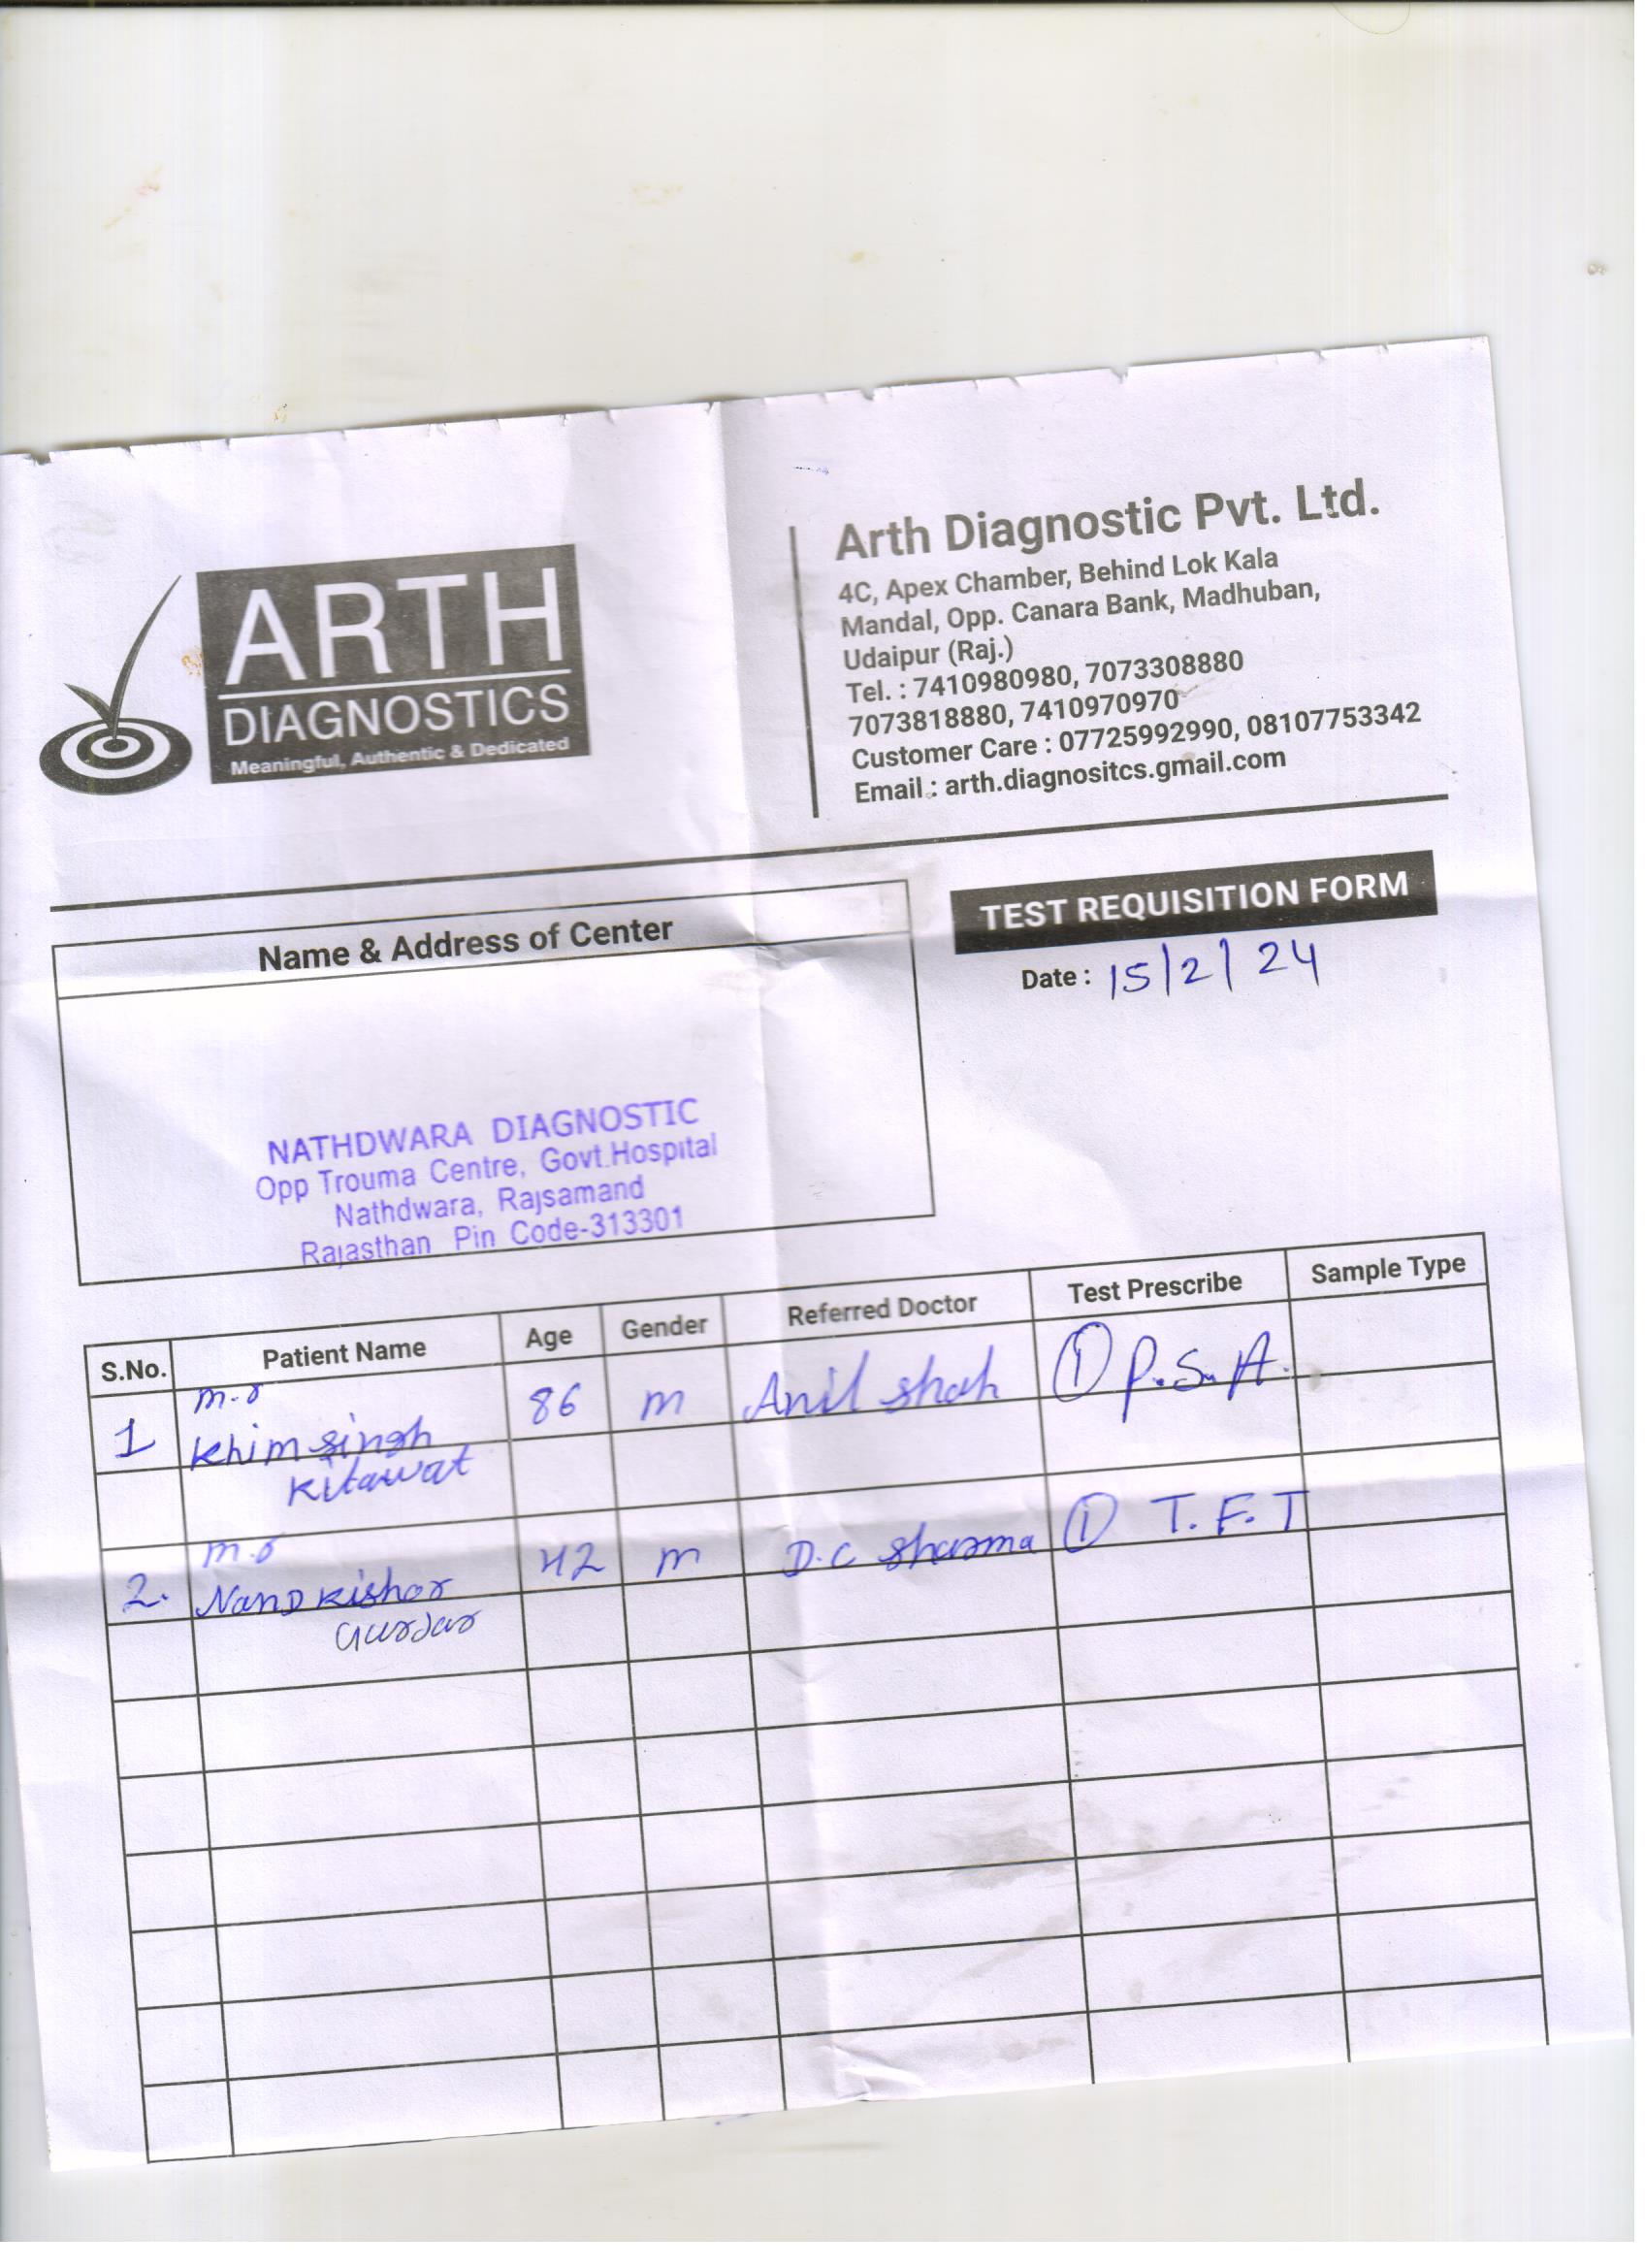 ARTH
DIAGNOSTICS
Meaningful, Authentic & Dedicated
Arth Diagnostic Pvt. Ltd.
4C, Apex Chamber, Behind Lok Kala
Mandal, Opp. Canara Bank, Madhuban,
Udaipur (Raj.)
Tel. : 7410980980, 7073308880
7073818880, 7410970970
Customer Care : 07725992990, 08107753342
Email : arth.diagnositcs.gmail.com
TEST REQUISITION FORM
Date : 15/2/24
Name & Address of Center
NATHDWARA DIAGNOSTIC
Opp Trouma Centre, Govt.Hospital
Nathdwara, Rajsamand
Rajasthan Pin Code-313301
S.No. Patient Name Age Gender Referred Doctor Test Prescribe Sample Type
m.r
1 Khim singh 86 m Anil shah ① P.S.A.
Kitawat
m.r
2. Nand Kishor 42 m D.C sharma ① T.F.T
Gurjar